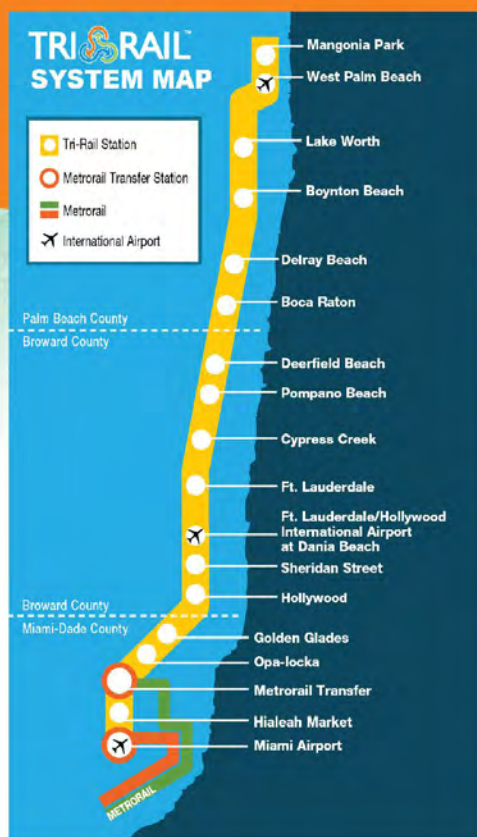 TRI RAIL™
SYSTEM MAP
Tri-Rail Station
Metrorail Transfer Station
Metrorail
International Airport
Mangonia Park
West Palm Beach
Lake Worth
Boynton Beach
Delray Beach
Boca Raton
Palm Beach County
Broward County
Deerfield Beach
Pompano Beach
Cypress Creek
Ft. Lauderdale
Ft. Lauderdale/Hollywood
International Airport
at Dania Beach
Sheridan Street
Hollywood
Broward County
Miami-Dade County
Golden Glades
Opa-locka
Metrorail Transfer
Hialeah Market
Miami Airport
METRORAIL